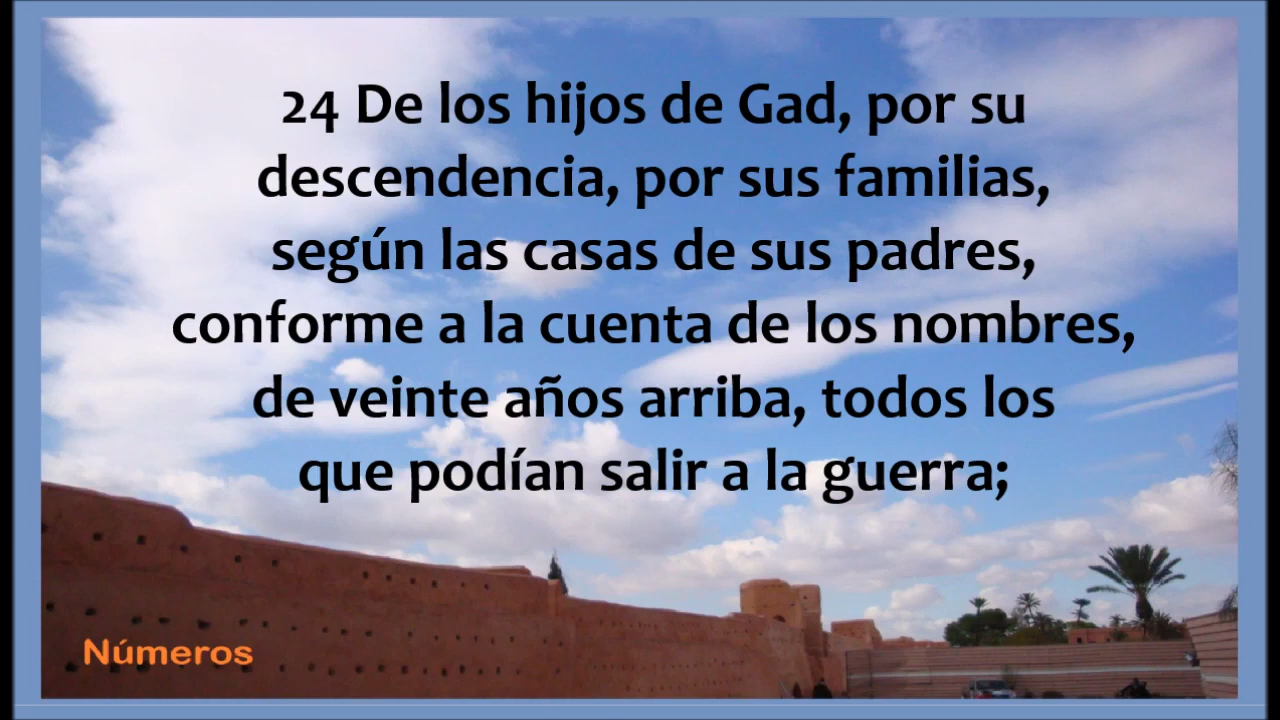 24 De los hijos de Gad, por su
descendencia, por sus familias,
según las casas de sus padres,
conforme a la cuenta de los nombres,
de veinte años arriba, todos los
que podían salir a la guerra;
Números